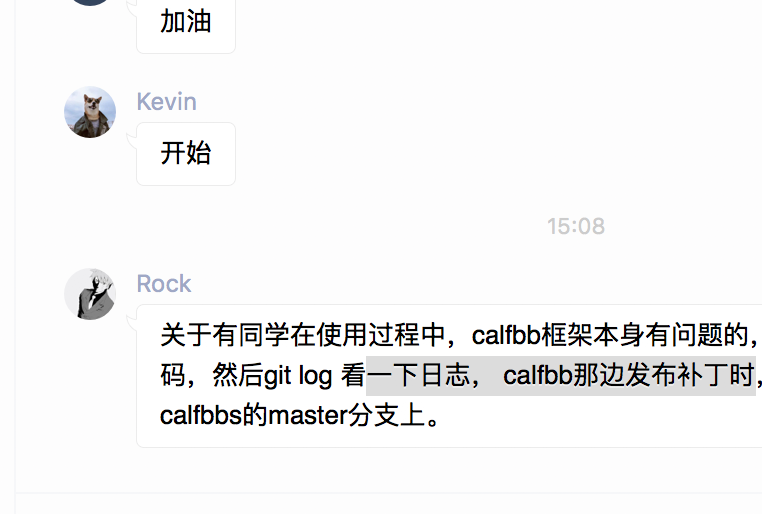 加油
Kevin
开始
15:08
Rock
关于有同学在使用过程中，calfbb框架本身有问题的，
码，然后git log 看一下日志， calfbb那边发布补丁时，
calfbbs的master分支上。